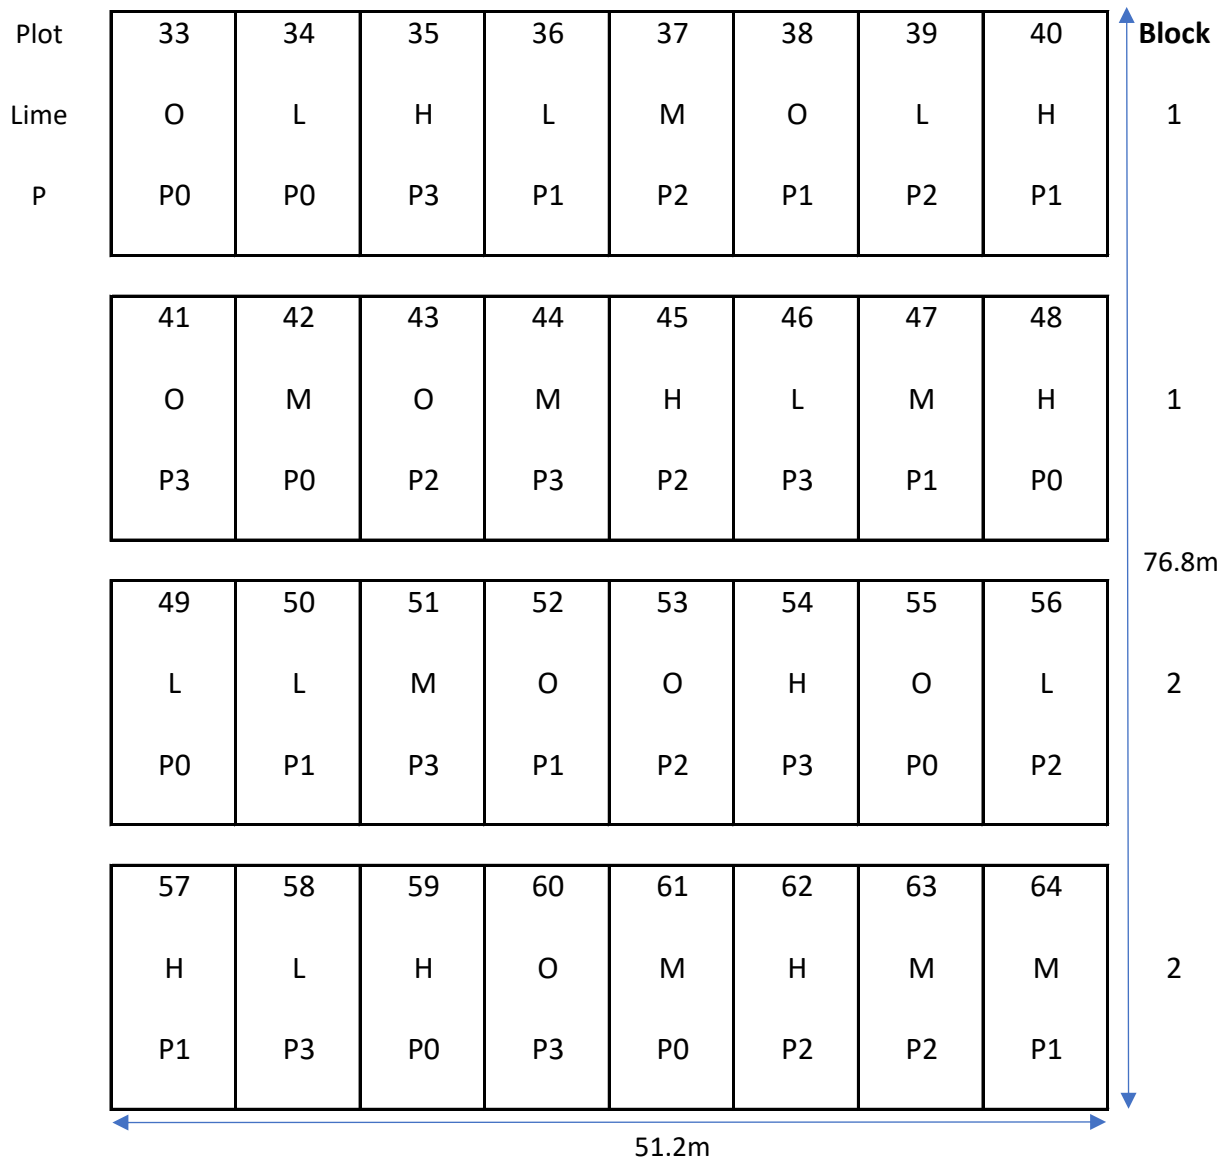 Plot 33 34 35 36 37 38 39 40 Block
Lime O L H L M O L H 1
P P0 P0 P3 P1 P2 P1 P2 P1
41 42 43 44 45 46 47 48
O M O M H L M H 1
P3 P0 P2 P3 P2 P3 P1 P0
76.8m
49 50 51 52 53 54 55 56
L L M O O H O L 2
P0 P1 P3 P1 P2 P3 P0 P2
57 58 59 60 61 62 63 64
H L H O M H M M 2
P1 P3 P0 P3 P0 P2 P2 P1
51.2m